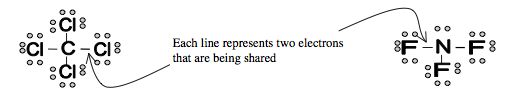 Cl
Cl – C – Cl
Cl
Each line represents two electrons
that are being shared
F – N – F
F